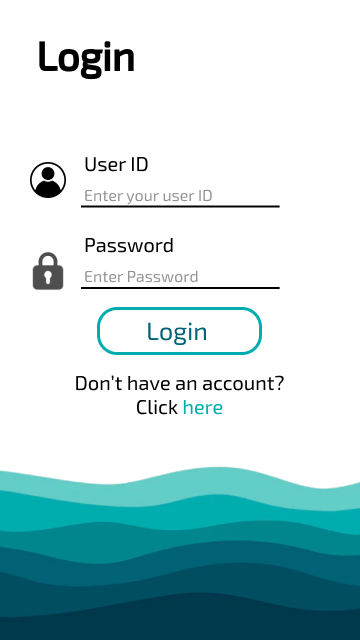 Login
User ID
Enter your user ID
Password
Enter Password
Login
Don't have an account?
Click here